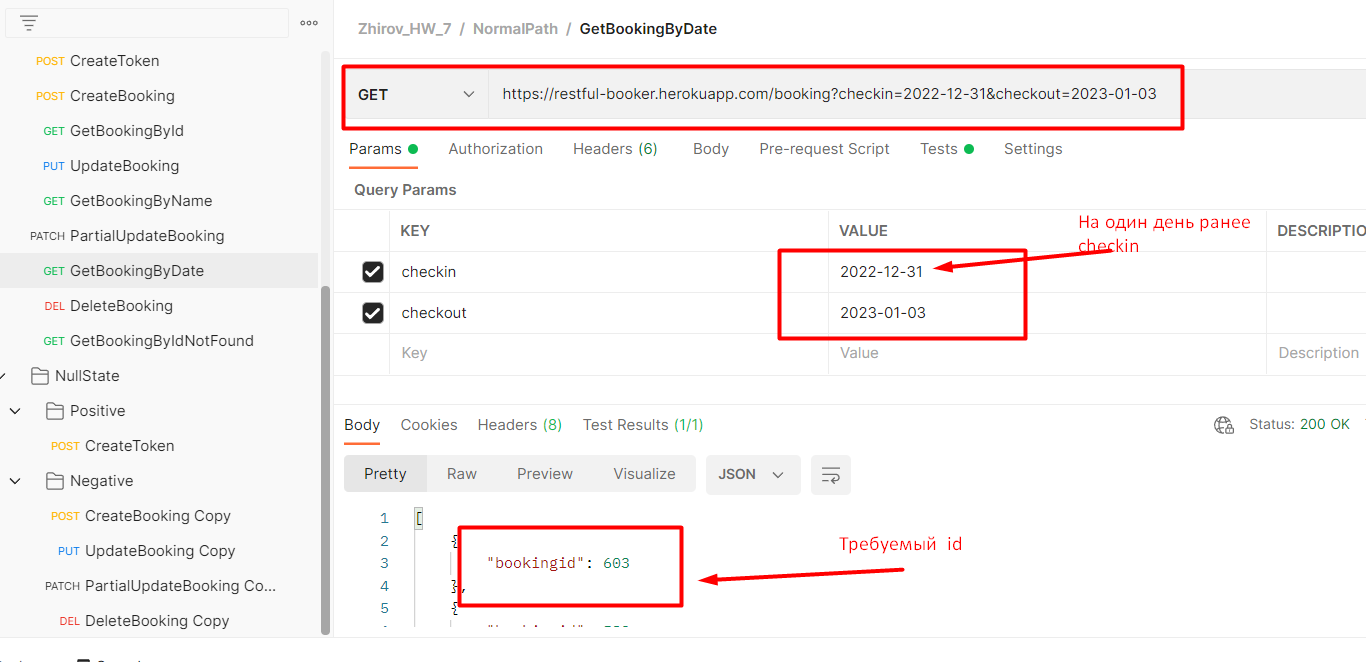 Zhirov_HW_7 / NormalPath / GetBookingByDate
POST CreateToken
POST CreateBooking
GET GetBookingById
PUT UpdateBooking
GET GetBookingByName
PATCH PartialUpdateBooking
GET GetBookingByDate
DEL DeleteBooking
GET GetBookingByIdNotFound
NullState
Positive
POST CreateToken
Negative
POST CreateBooking Copy
PUT UpdateBooking Copy
PATCH PartialUpdateBooking Co...
DEL DeleteBooking Copy
GET https://restful-booker.herokuapp.com/booking?checkin=2022-12-31&checkout=2023-01-03
Params Authorization Headers (6) Body Pre-request Script Tests Settings
Query Params
KEY VALUE DESCRIPTIO
На один день ранее
checkin
checkin 2022-12-31
checkout 2023-01-03
Key Value Description
Body Cookies Headers (8) Test Results (1/1) Status: 200 OK
Pretty Raw Preview Visualize JSON
1 [
2 {
3 "bookingid": 603
4 },
5 {
Требуемый id